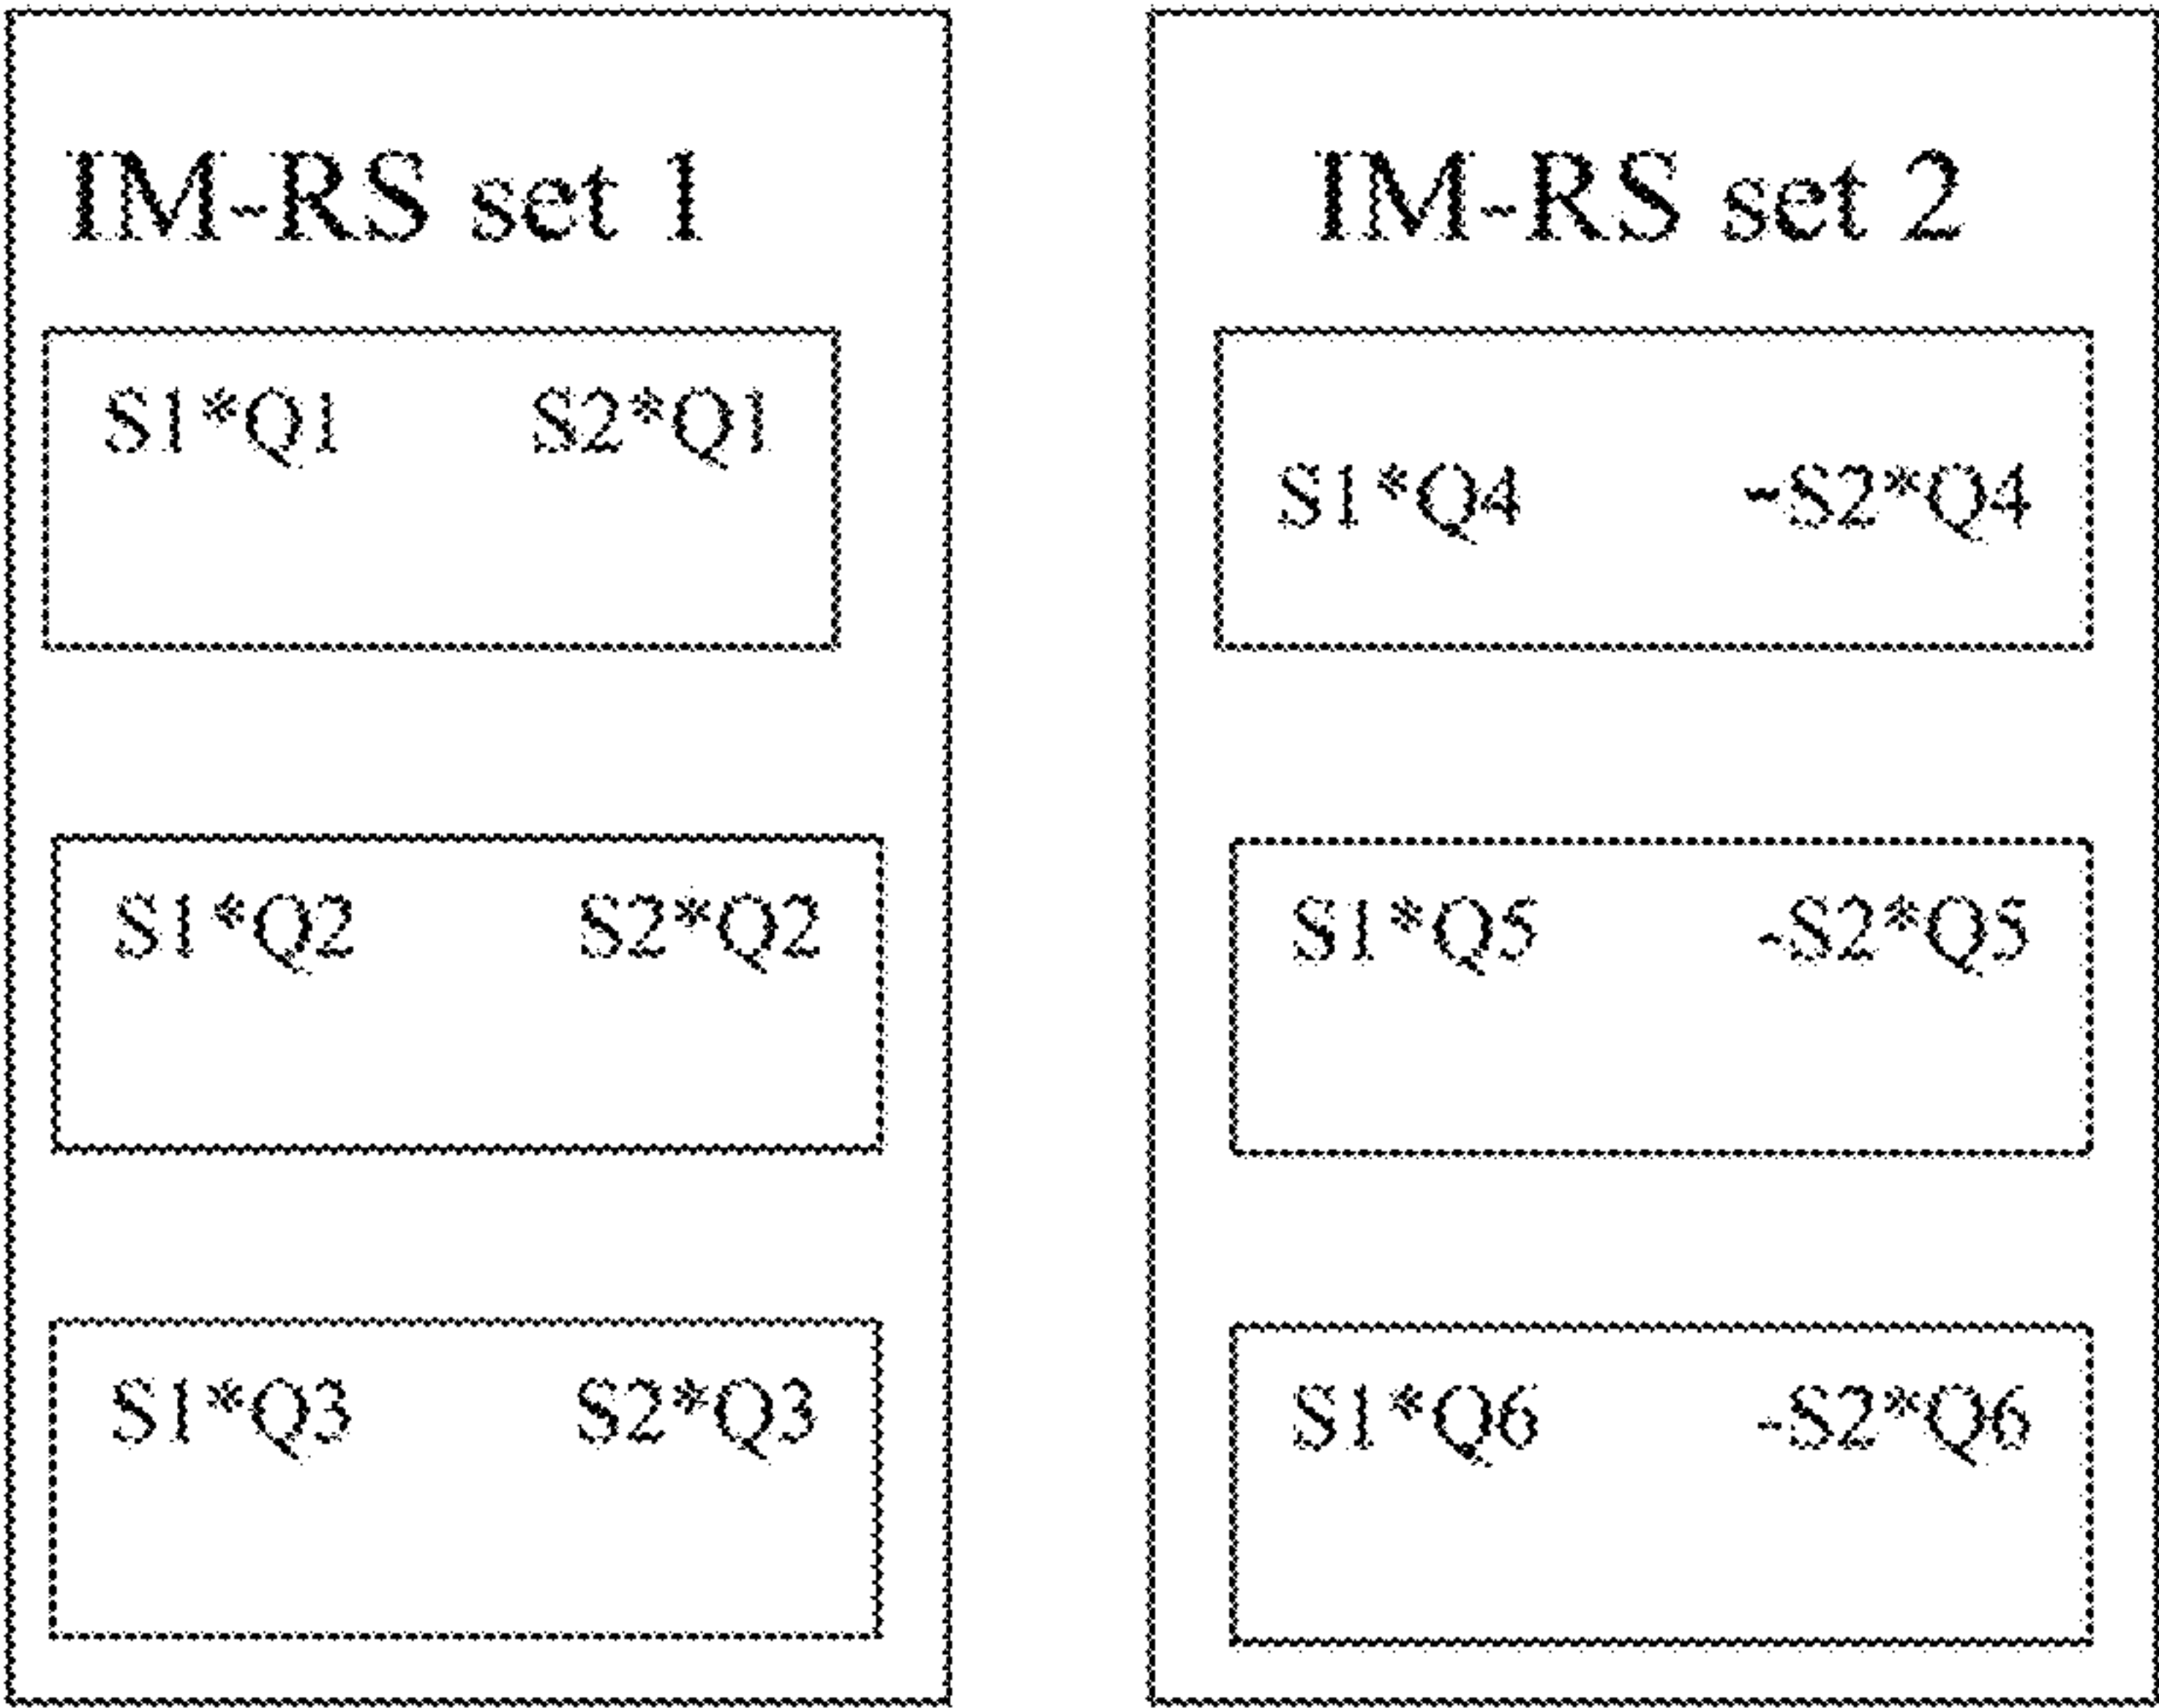 IM-RS set 1
S1*Q1 S2*Q1
S1*Q2 S2*Q2
S1*Q3 S2*Q3
IM-RS set 2
S1*Q4 -S2*Q4
S1*Q5 -S2*Q5
S1*Q6 -S2*Q6